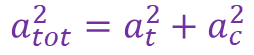 a_{tot}^2 = a_t^2 + a_c^2